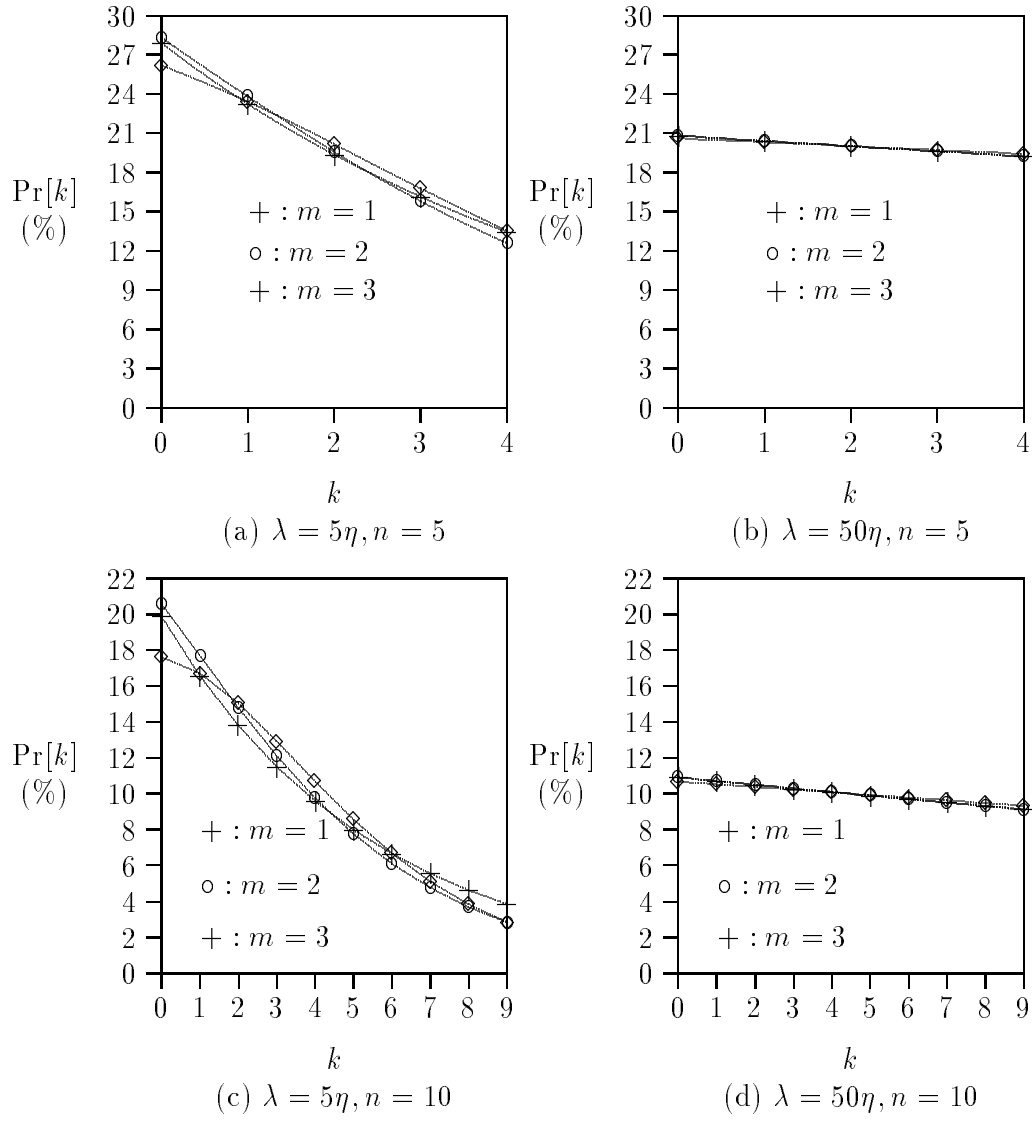 30
27
24
21
18
15
12
9
6
3
0
Pr[k]
(%)
+ : m = 1
o : m = 2
+ : m = 3
0 1 2 3 4
k
(a) λ = 5η, n = 5
30
27
24
21
18
15
12
9
6
3
0
Pr[k]
(%)
+ : m = 1
o : m = 2
+ : m = 3
0 1 2 3 4
k
(b) λ = 50η, n = 5
22
20
18
16
14
12
10
8
6
4
2
0
Pr[k]
(%)
+ : m = 1
o : m = 2
+ : m = 3
0 1 2 3 4 5 6 7 8 9
k
(c) λ = 5η, n = 10
22
20
18
16
14
12
10
8
6
4
2
0
Pr[k]
(%)
+ : m = 1
o : m = 2
+ : m = 3
0 1 2 3 4 5 6 7 8 9
k
(d) λ = 50η, n = 10